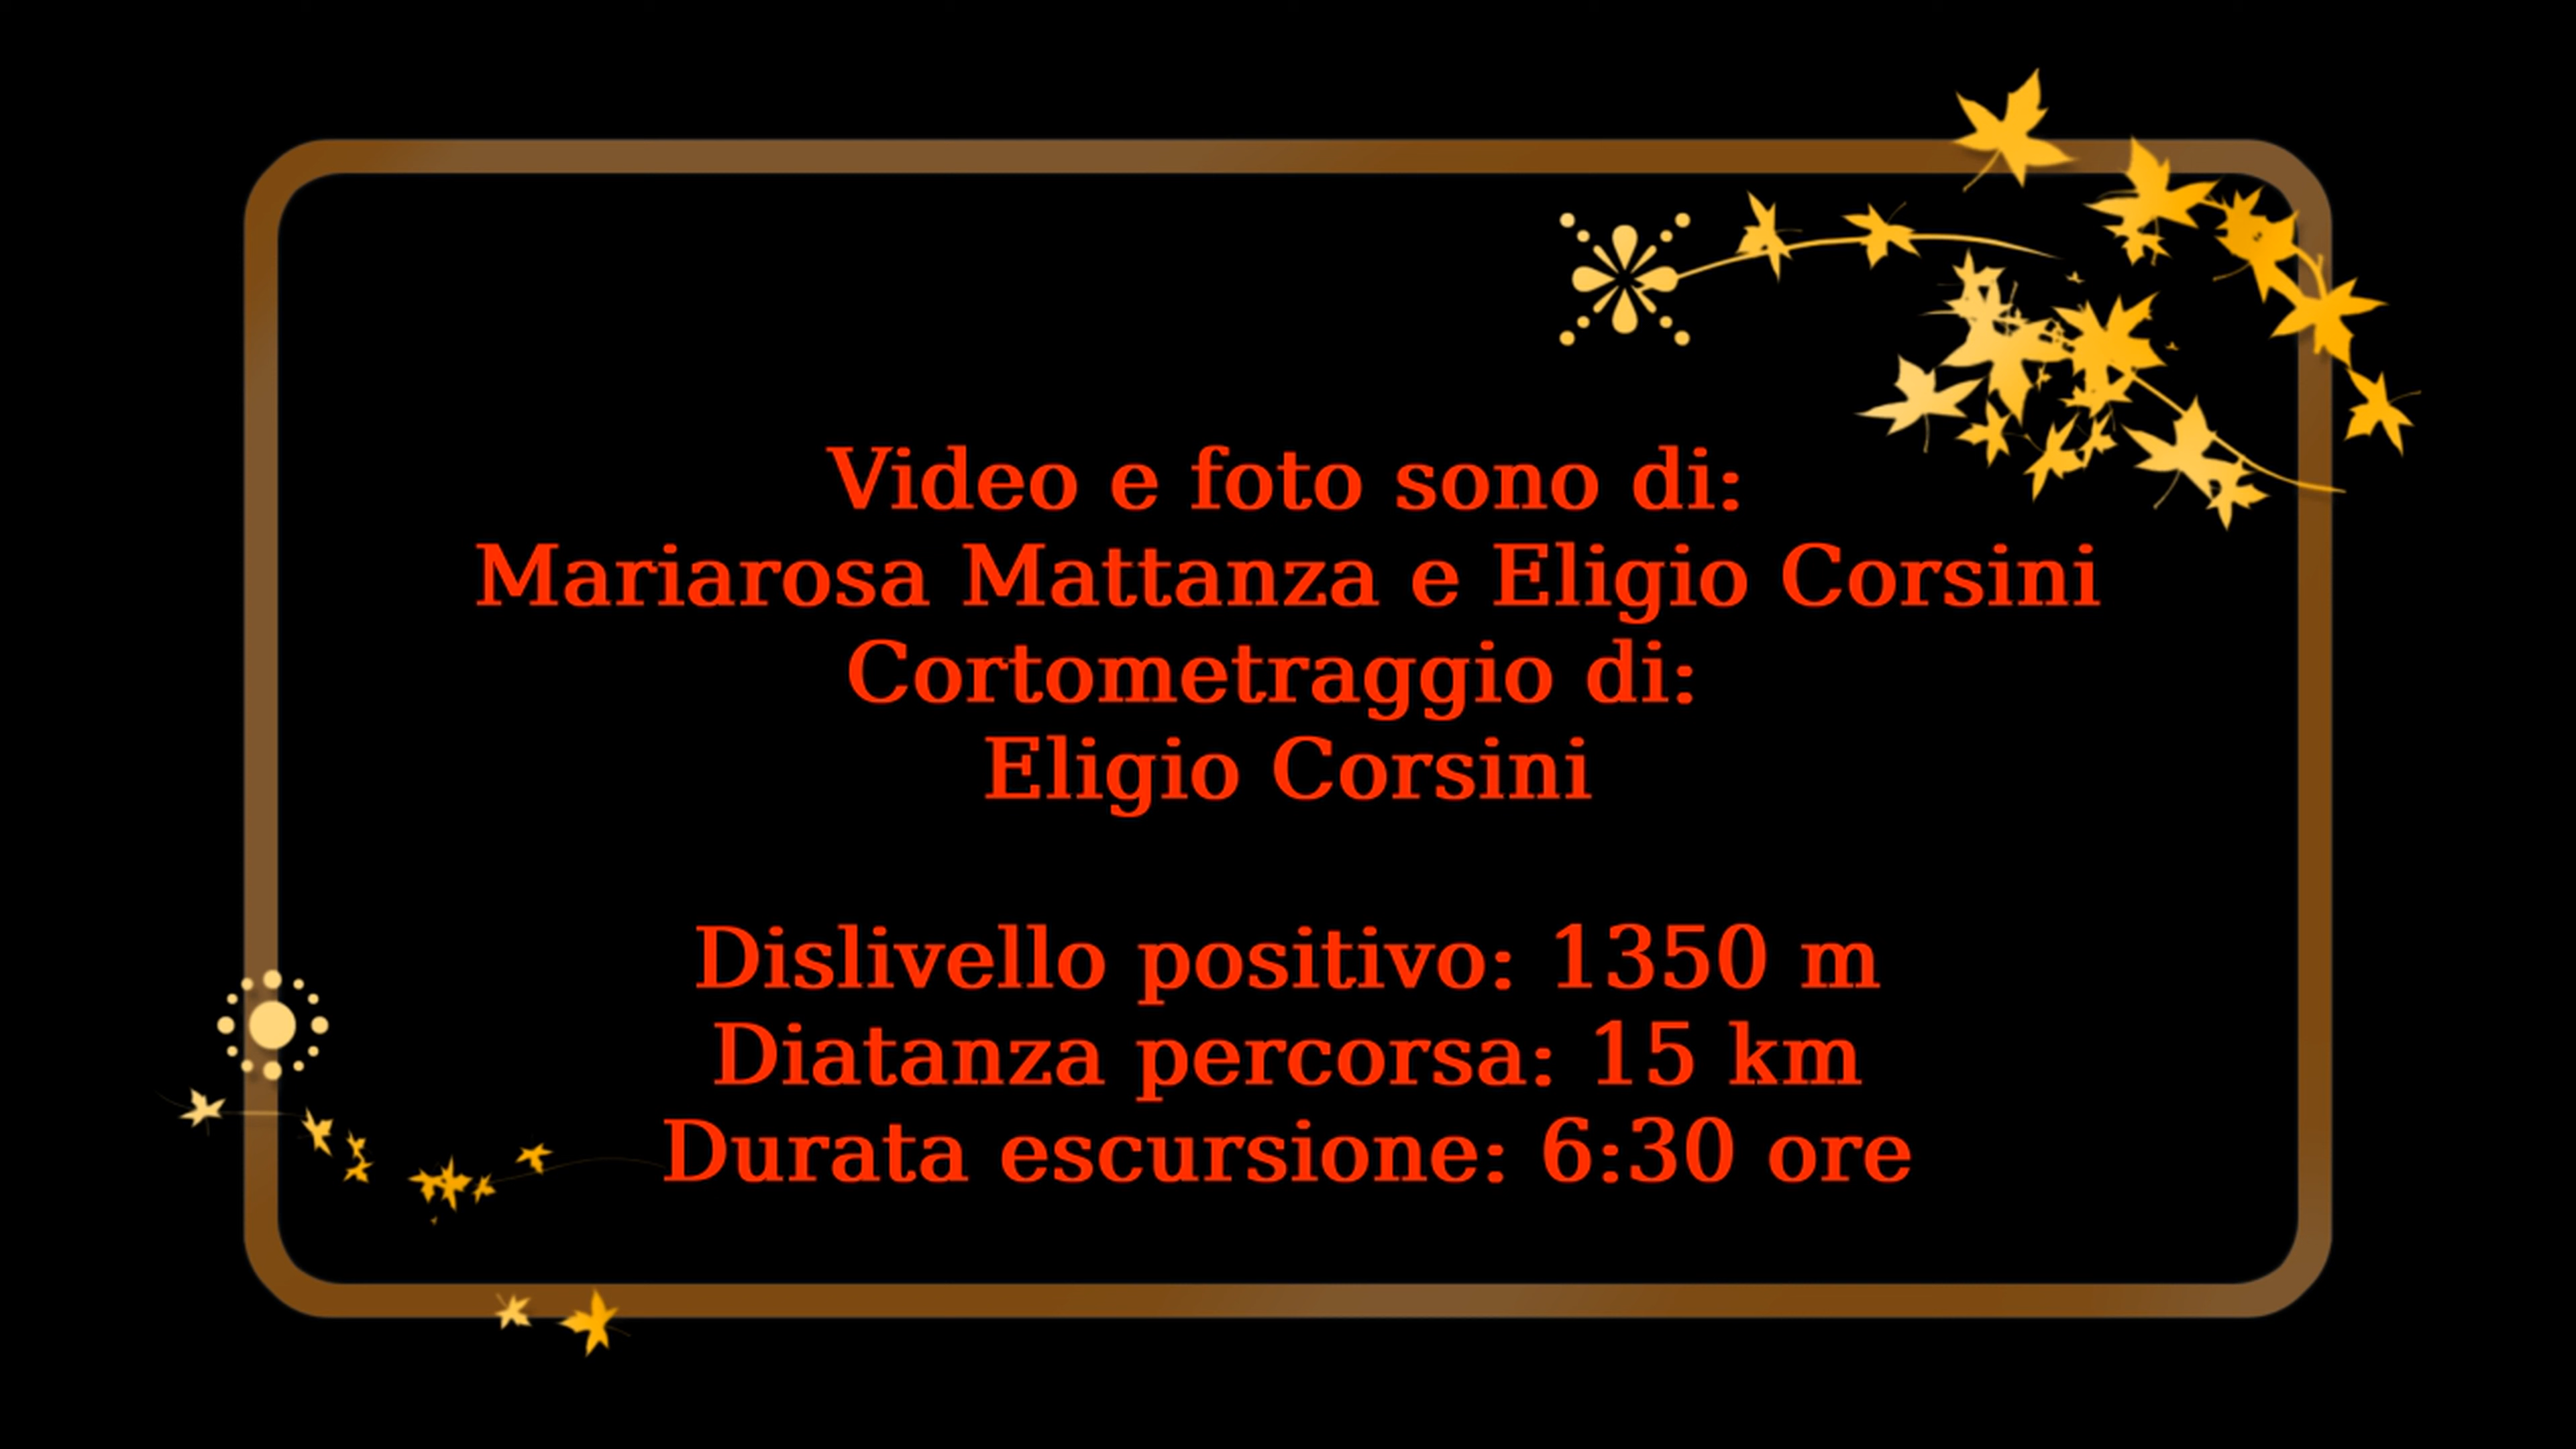 Video e foto sono di:
Mariarosa Mattanza e Eligio Corsini
Cortometraggio di:
Eligio Corsini
Dislivello positivo: 1350 m
Diatanza percorsa: 15 km
Durata escursione: 6:30 ore